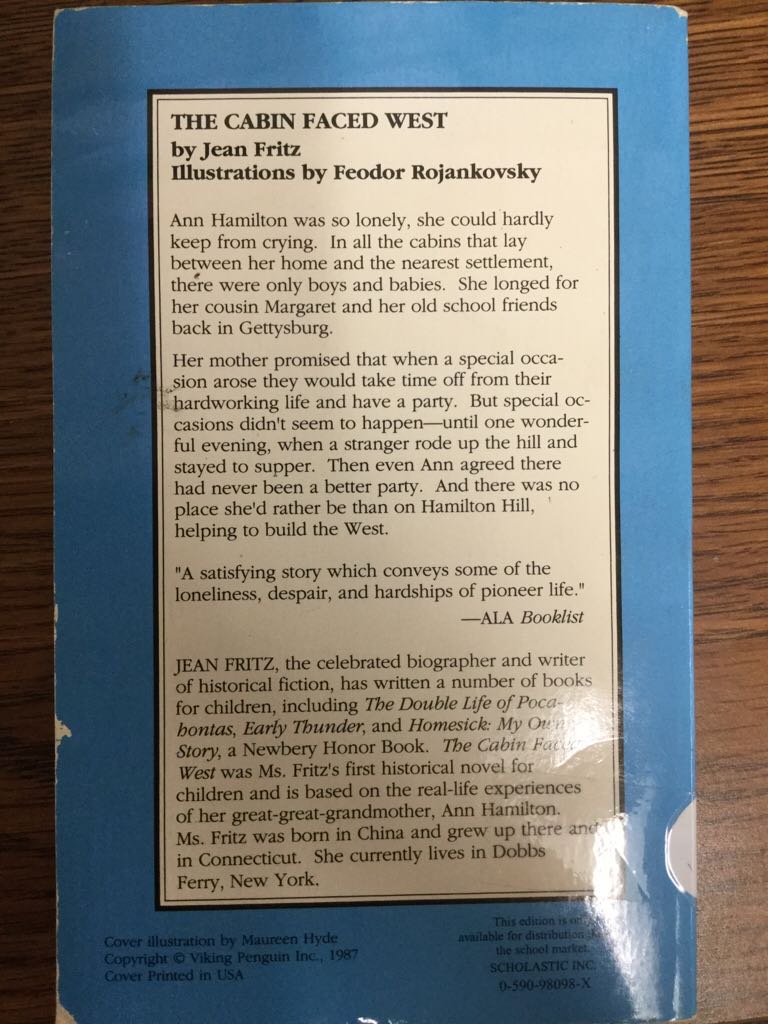 THE CABIN FACED WEST
by Jean Fritz
Illustrations by Feodor Rojankovsky
Ann Hamilton was so lonely, she could hardly
keep from crying. In all the cabins that lay
between her home and the nearest settlement,
there were only boys and babies. She longed for
her cousin Margaret and her old school friends
back in Gettysburg.
Her mother promised that when a special occa-
sion arose they would take time off from their
hardworking life and have a party. But special oc-
casions didn't seem to happen—until one wonder-
ful evening, when a stranger rode up the hill and
stayed to supper. Then even Ann agreed there
had never been a better party. And there was no
place she'd rather be than on Hamilton Hill,
helping to build the West.
"A satisfying story which conveys some of the
loneliness, despair, and hardships of pioneer life."
—ALA Booklist
JEAN FRITZ, the celebrated biographer and writer
of historical fiction, has written a number of books
for children, including The Double Life of Poca-
hontas, Early Thunder, and Homesick: My Own
Story, a Newbery Honor Book. The Cabin Faced
West was Ms. Fritz's first historical novel for
children and is based on the real-life experiences
of her great-great-grandmother, Ann Hamilton.
Ms. Fritz was born in China and grew up there and
in Connecticut. She currently lives in Dobbs
Ferry, New York.
Cover illustration by Maureen Hyde
Copyright © Viking Penguin Inc., 1987
Cover Printed in USA
This edition is only
available for distribution
the school market.
SCHOLASTIC INC.
0-590-98098-X